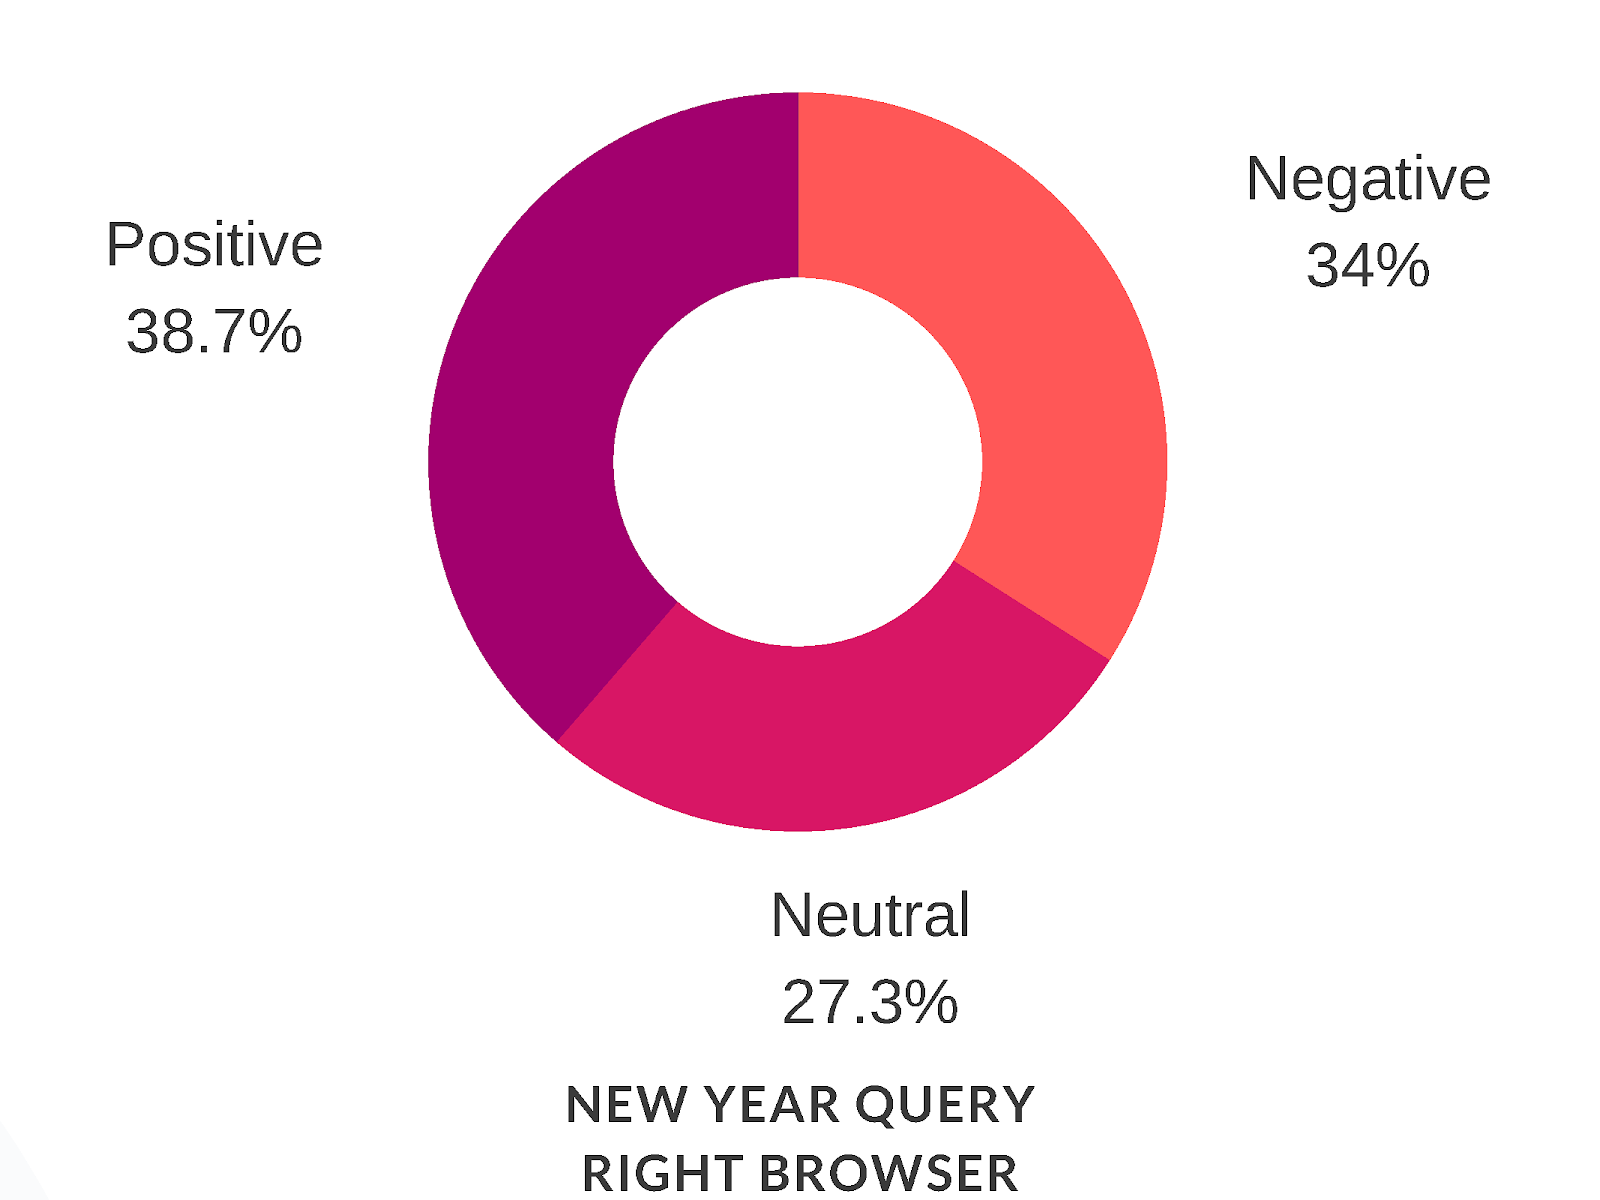 Negative
34%
Positive
38.7%
Neutral
27.3%
NEW YEAR QUERY
RIGHT BROWSER